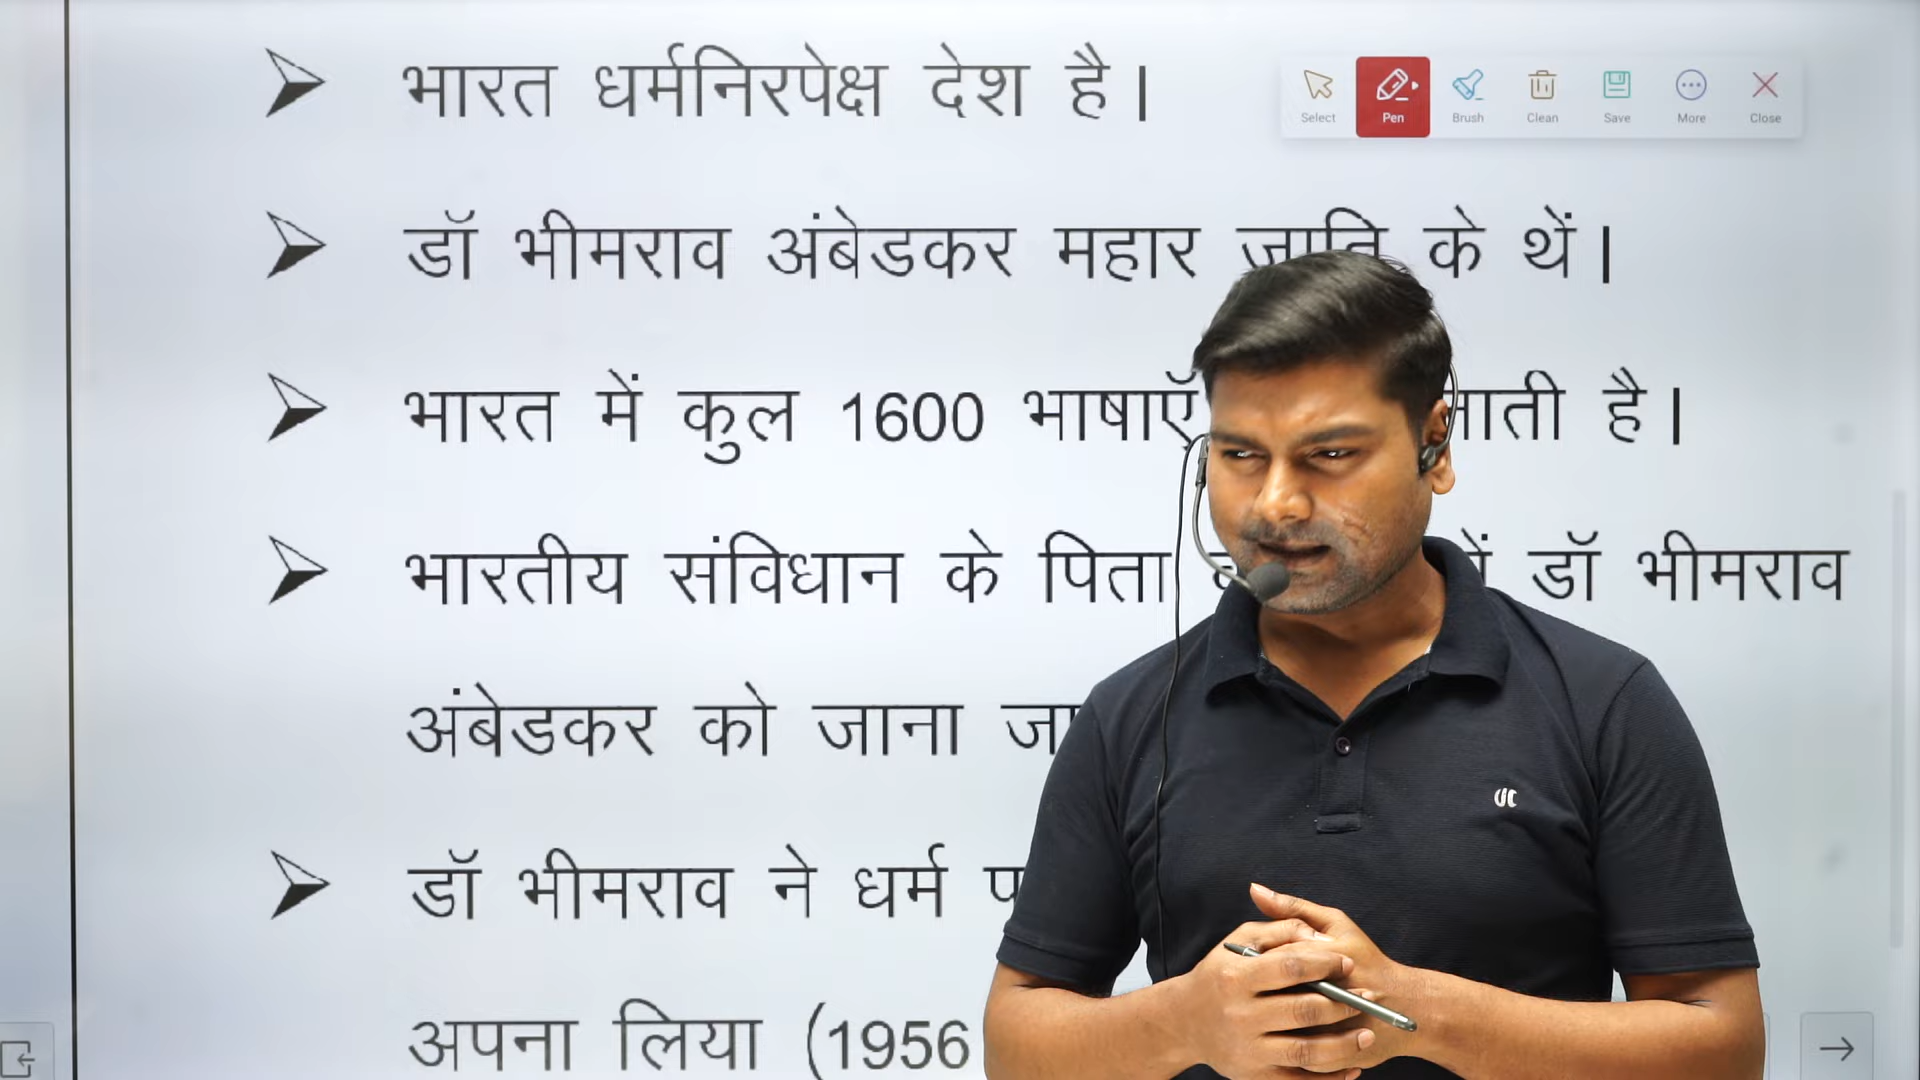 भारत धर्मनिरपेक्ष देश है।
Select Pen Brush Clean Save More Close
डॉ भीमराव अंबेडकर महार जाति के थें।
भारत में कुल 1600 भाषाएॅ है।
भारतीय संविधान के पिता डॉ भीमराव
अंबेडकर को जाना
डॉ भीमराव ने धर्म
अपना लिया (1956